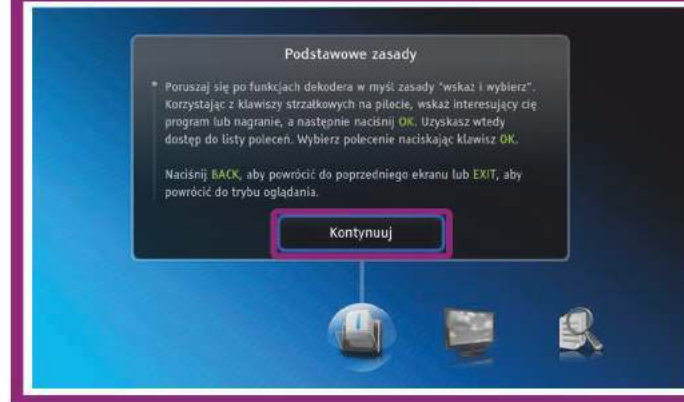 Podstawowe zasady
* Poruszaj się po funkcjach dekodera w myśl zasady "wskaż i wybierz".
Korzystając z klawiszy strzałkowych na pilocie, wskaż interesujący cię
program lub nagranie, a następnie naciśnij OK. Uzyskasz wtedy
dostęp do listy poleceń. Wybierz polecenie naciskając klawisz OK.
Naciśnij BACK, aby powrócić do poprzedniego ekranu lub EXIT, aby
powrócić do trybu oglądania.
Kontynuuj